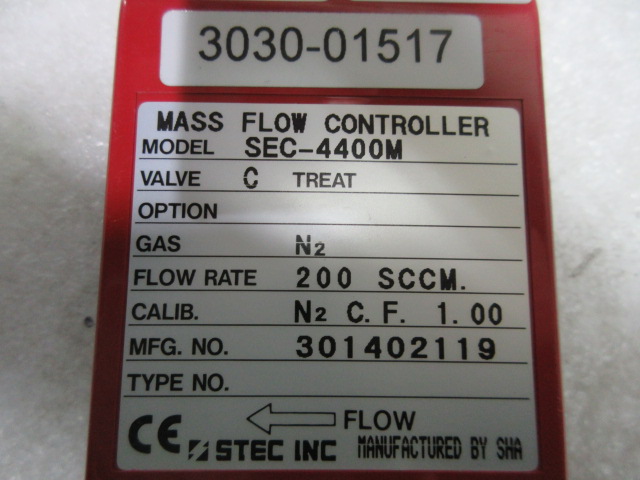 3030-01517
MASS FLOW CONTROLLER
MODEL SEC-4400M
VALVE C TREAT
OPTION
GAS N2
FLOW RATE 200 SCCM.
CALIB. N2 C.F. 1.00
MFG. NO. 301402119
TYPE NO.
CE FLOW
STEC INC MANUFACTURED BY SHA